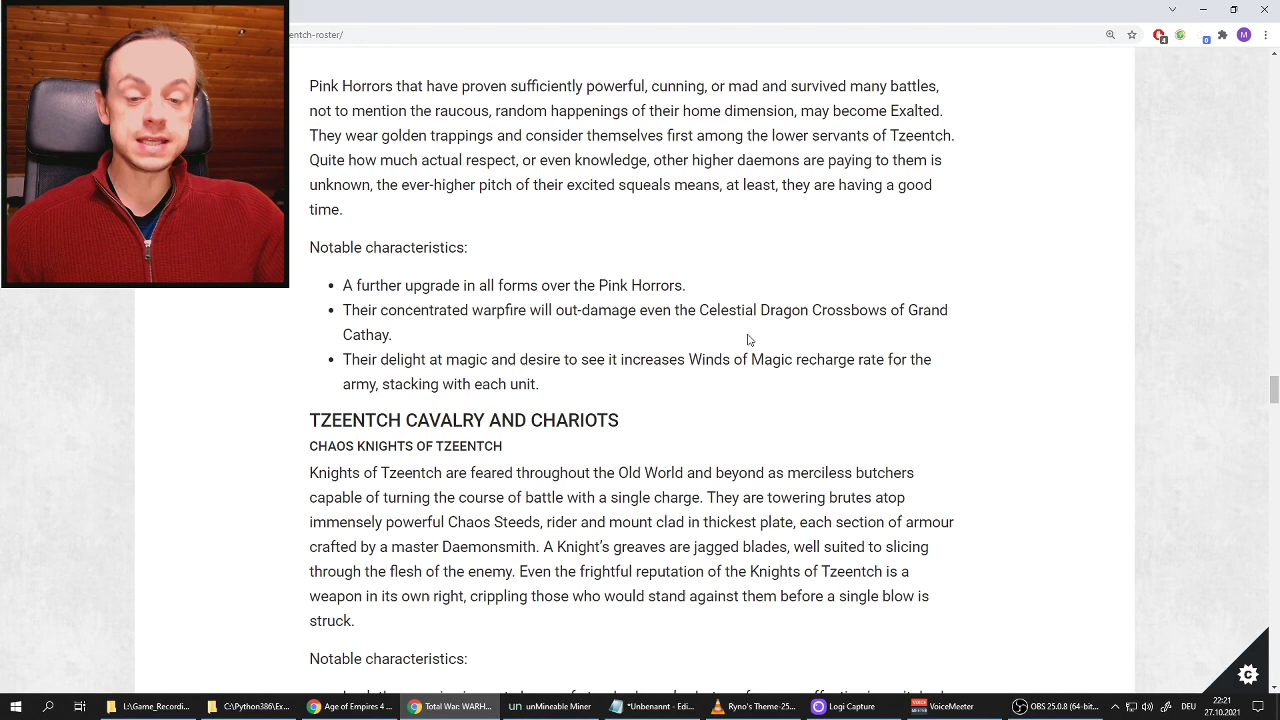 entch-roster/
Pink Horrors that have proven sufficiently powerful, cunning, or mad and survived many battles,
not to mention the raucous, random happenings of their home dimension, may become Exalted.
They wear golden trappings and consider themselves first among the lower servants of Tzeentch.
Quite how much actual respect, or even knowledge, other higher daemons are paying to them is
unknown, the ever-higher pitch of their excited squeals means, at least, they are having a good
time.
Notable characteristics:
• A further upgrade in all forms over the Pink Horrors.
• Their concentrated warpfire will out-damage even the Celestial Dragon Crossbows of Grand
Cathay.
• Their delight at magic and desire to see it increases Winds of Magic recharge rate for the
army, stacking with each unit.
TZEENTCH CAVALRY AND CHARIOTS
CHAOS KNIGHTS OF TZEENTCH
Knights of Tzeentch are feared throughout the Old World and beyond as merciless butchers
capable of turning the course of battle with a single charge. They are towering brutes atop
immensely powerful Chaos Steeds, rider and mount clad in thickest plate, each section of armour
crafted by a master Daemonsmith. A Knight’s greaves are jagged blades, well suited to slicing
through the flesh of the enemy. Even the frightful reputation of the Knights of Tzeentch is a
weapon in its own right, crippling those who would stand against them before a single blow is
struck.
Notable characteristics:
L:\Game_Recordi... C:\Python386\Ex... Age of Empires 4 ... Total War: WARH... un unMineable Miner *Unbenannt - Edi... Ryno's Theme-25... Logi Capture VOICE MEETER VoiceMeeter OBS 25.0.8 (64-bit... DEU 22:21
27.10.2021